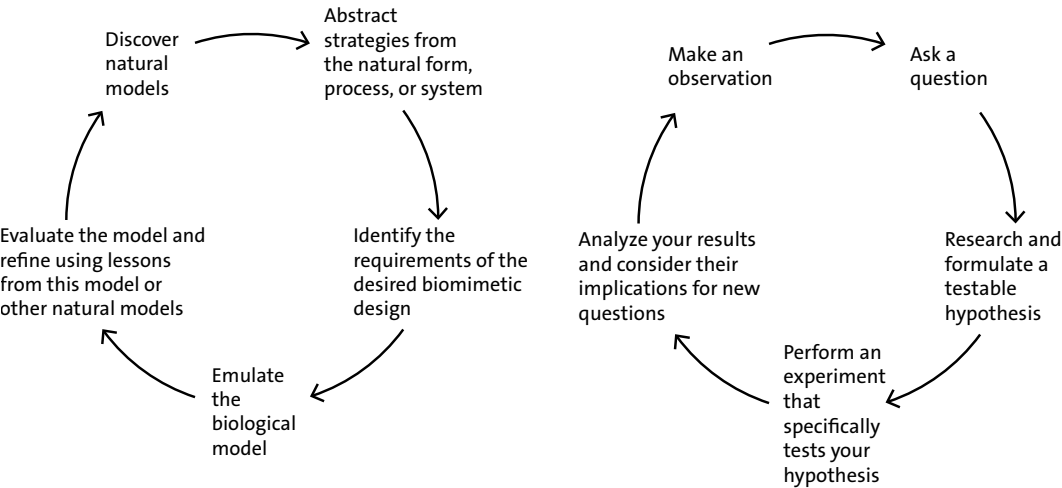 Discover
natural
models
Abstract
strategies from
the natural form,
process, or system
Identify the
requirements of the
desired biomimetic
design
Emulate
the
biological
model
Evaluate the model and
refine using lessons
from this model or
other natural models
Make an
observation
Ask a
question
Research and
formulate a
testable
hypothesis
Perform an
experiment
that
specifically
tests your
hypothesis
Analyze your results
and consider their
implications for new
questions